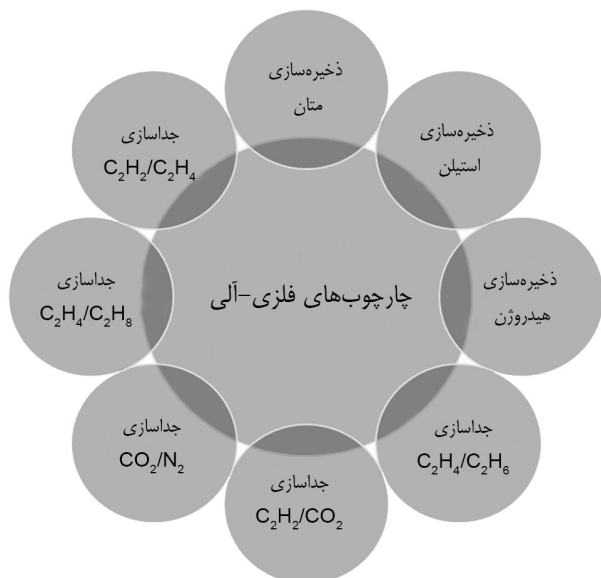 ذخیره‌سازی
متان
ذخیره‌سازی
استیلن
ذخیره‌سازی
هیدروژن
جداسازی
C₂H₄/C₂H₆
جداسازی
C₂H₂/CO₂
جداسازی
CO₂/N₂
جداسازی
C₂H₄/C₂H₈
جداسازی
C₂H₂/C₂H₄
چارچوب‌های فلزی-آلی